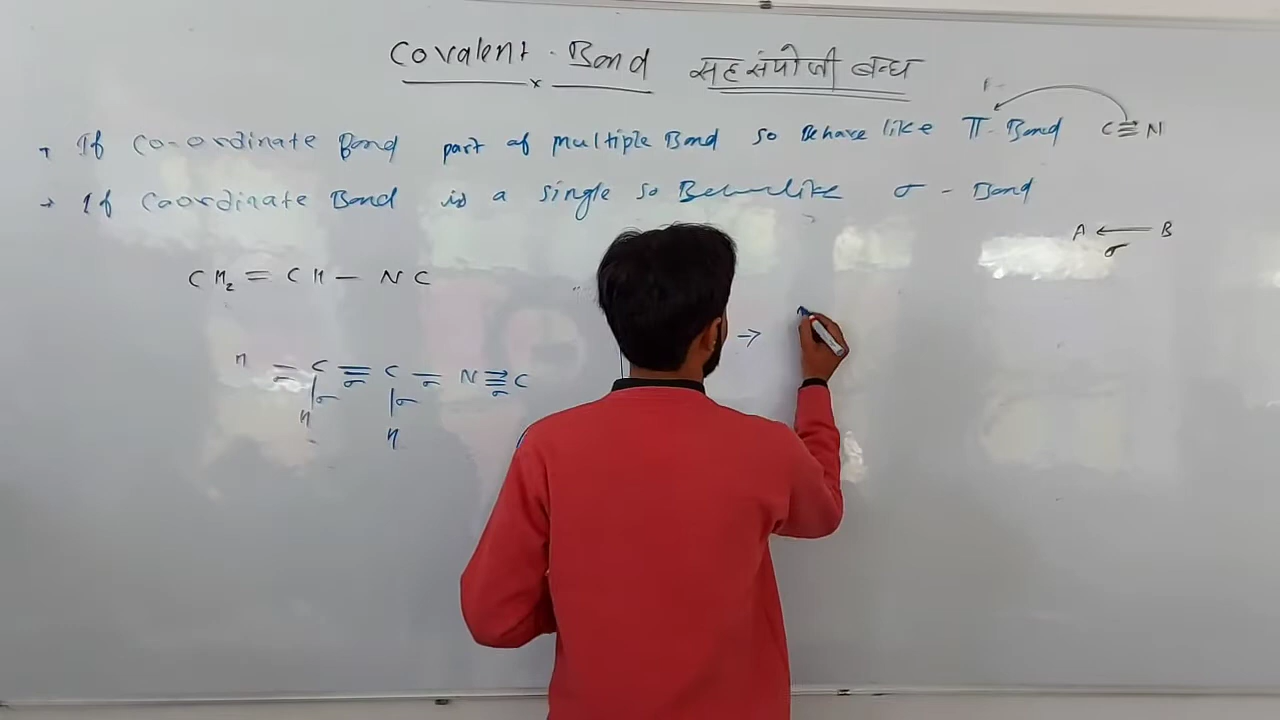 Covalent Bond सहसंयोजी बन्ध
→ If co-ordinate Bond part of multiple Bond so Behave like π-Bond C≡N
→ If Coordinate Bond is a single so Behave like σ - Bond
A ← B
σ
CH₂ = CH — NC
→
H = C = C — N ≡ C
σ σ σ
σ σ
H H